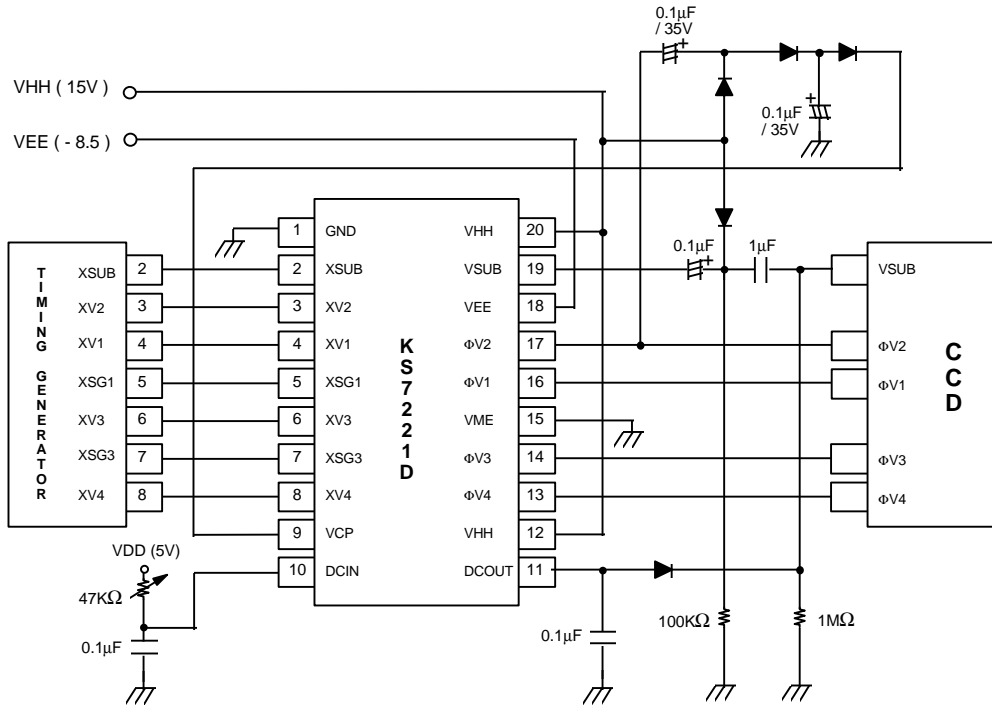 0.1µF
/ 35V
+
VHH ( 15V )
0.1µF
/ 35V
+
VEE ( - 8.5 )
TIMING GENERATOR
XSUB 2
XV2 3
XV1 4
XSG1 5
XV3 6
XSG3 7
XV4 8
KS7221D
1 GND
2 XSUB
3 XV2
4 XV1
5 XSG1
6 XV3
7 XSG3
8 XV4
9 VCP
10 DCIN
VHH 20
VSUB 19
VEE 18
ΦV2 17
ΦV1 16
VME 15
ΦV3 14
ΦV4 13
VHH 12
DCOUT 11
0.1µF
+
1µF
CCD
VSUB
ΦV2
ΦV1
ΦV3
ΦV4
VDD (5V)
47KΩ
0.1µF
0.1µF
100KΩ
1MΩ